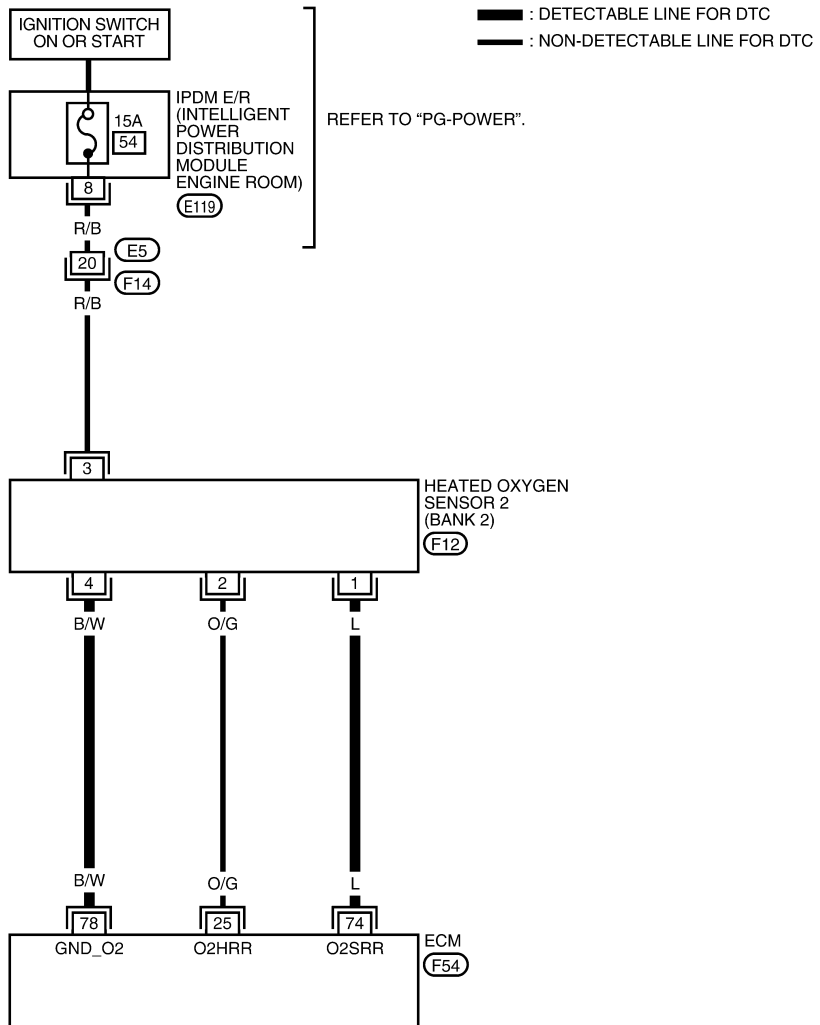 IGNITION SWITCH
ON OR START
: DETECTABLE LINE FOR DTC
: NON-DETECTABLE LINE FOR DTC
15A
54
IPDM E/R
(INTELLIGENT
POWER
DISTRIBUTION
MODULE
ENGINE ROOM)
E119
REFER TO “PG-POWER”.
8
R/B
20
E5
F14
R/B
3
HEATED OXYGEN
SENSOR 2
(BANK 2)
F12
4 2 1
B/W O/G L
B/W O/G L
78 25 74
GND_O2 O2HRR O2SRR
ECM
F54